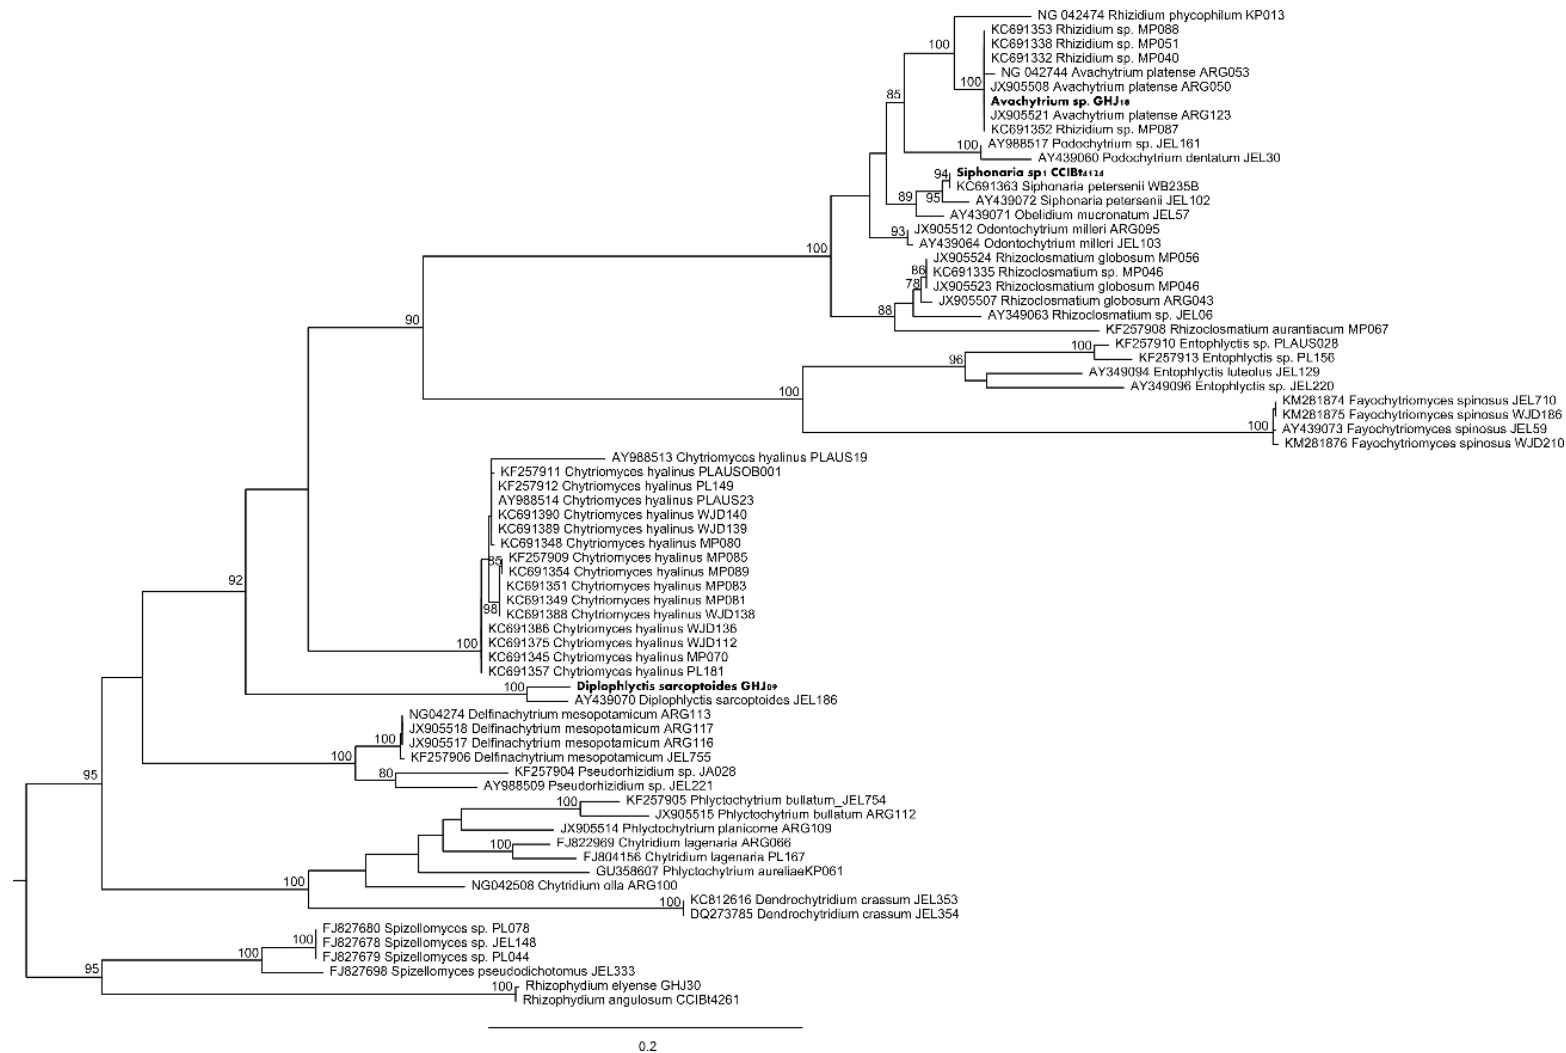 NG 042474 Rhizidium phycophilum KP013
KC691353 Rhizidium sp. MP088
KC691338 Rhizidium sp. MP051
100
KC691332 Rhizidium sp. MP040
NG 042744 Avachytrium platense ARG053
100
JX905508 Avachytrium platense ARG050
85
Avachytrium sp. GHJ18
JX905521 Avachytrium platense ARG123
KC691352 Rhizidium sp. MP087
100
AY988517 Podochytrium sp. JEL161
AY439060 Podochytrium dentatum JEL30
94
Siphonaria sp1 CCIBt4124
KC691363 Siphonaria petersenii WB235B
89
95
AY439072 Siphonaria petersenii JEL102
AY439071 Obelidium mucronatum JEL57
93
JX905512 Odontochytrium milleri ARG095
100
AY439064 Odontochytrium milleri JEL103
JX905524 Rhizoclosmatium globosum MP056
86
KC691335 Rhizoclosmatium sp. MP046
78
JX905523 Rhizoclosmatium globosum MP046
JX905507 Rhizoclosmatium globosum ARG043
88
AY349063 Rhizoclosmatium sp. JEL06
90
KF257908 Rhizoclosmatium aurantiacum MP067
100
KF257910 Entophlyctis sp. PLAUS028
96
KF257913 Entophlyctis sp. PL156
AY349094 Entophlyctis luteolus JEL129
100
AY349096 Entophlyctis sp. JEL220
KM281874 Fayochytriomyces spinosus JEL710
KM281875 Fayochytriomyces spinosus WJD186
100
AY439073 Fayochytriomyces spinosus JEL59
KM281876 Fayochytriomyces spinosus WJD210
AY988513 Chytriomyces hyalinus PLAUS19
KF257911 Chytriomyces hyalinus PLAUSOB001
KF257912 Chytriomyces hyalinus PL149
AY988514 Chytriomyces hyalinus PLAUS23
KC691390 Chytriomyces hyalinus WJD140
KC691389 Chytriomyces hyalinus WJD139
KC691348 Chytriomyces hyalinus MP080
85
KF257909 Chytriomyces hyalinus MP085
KC691354 Chytriomyces hyalinus MP089
92
KC691351 Chytriomyces hyalinus MP083
KC691349 Chytriomyces hyalinus MP081
98
KC691388 Chytriomyces hyalinus WJD138
KC691386 Chytriomyces hyalinus WJD136
100
KC691375 Chytriomyces hyalinus WJD112
KC691345 Chytriomyces hyalinus MP070
KC691357 Chytriomyces hyalinus PL181
100
Diplophlyctis sarcoptoides GHJ09
AY439070 Diplophlyctis sarcoptoides JEL186
NG04274 Delfinachytrium mesopotamicum ARG113
JX905518 Delfinachytrium mesopotamicum ARG117
100
JX905517 Delfinachytrium mesopotamicum ARG116
100
KF257906 Delfinachytrium mesopotamicum JEL755
95
80
KF257904 Pseudorhizidium sp. JA028
AY988509 Pseudorhizidium sp. JEL221
100
KF257905 Phlyctochytrium bullatum_JEL754
JX905515 Phlyctochytrium bullatum ARG112
JX905514 Phlyctochytrium planicorne ARG109
100
FJ822969 Chytridium lagenaria ARG066
FJ804156 Chytridium lagenaria PL167
GU358607 Phlyctochytrium aureliaeKP061
100
NG042508 Chytridium olla ARG100
100
KC812616 Dendrochytridium crassum JEL353
DQ273785 Dendrochytridium crassum JEL354
FJ827680 Spizellomyces sp. PL078
100
FJ827678 Spizellomyces sp. JEL148
100
FJ827679 Spizellomyces sp. PL044
95
FJ827698 Spizellomyces pseudodichotomus JEL333
100
Rhizophydium elyense GHJ30
Rhizophydium angulosum CCIBt4261
0.2